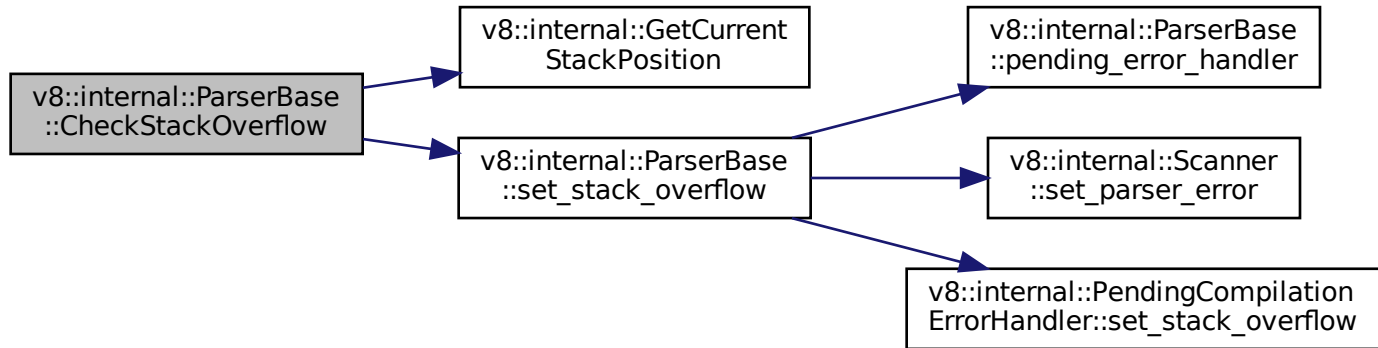 v8::internal::ParserBase
::CheckStackOverflow
v8::internal::GetCurrent
StackPosition
v8::internal::ParserBase
::set_stack_overflow
v8::internal::ParserBase
::pending_error_handler
v8::internal::Scanner
::set_parser_error
v8::internal::PendingCompilation
ErrorHandler::set_stack_overflow